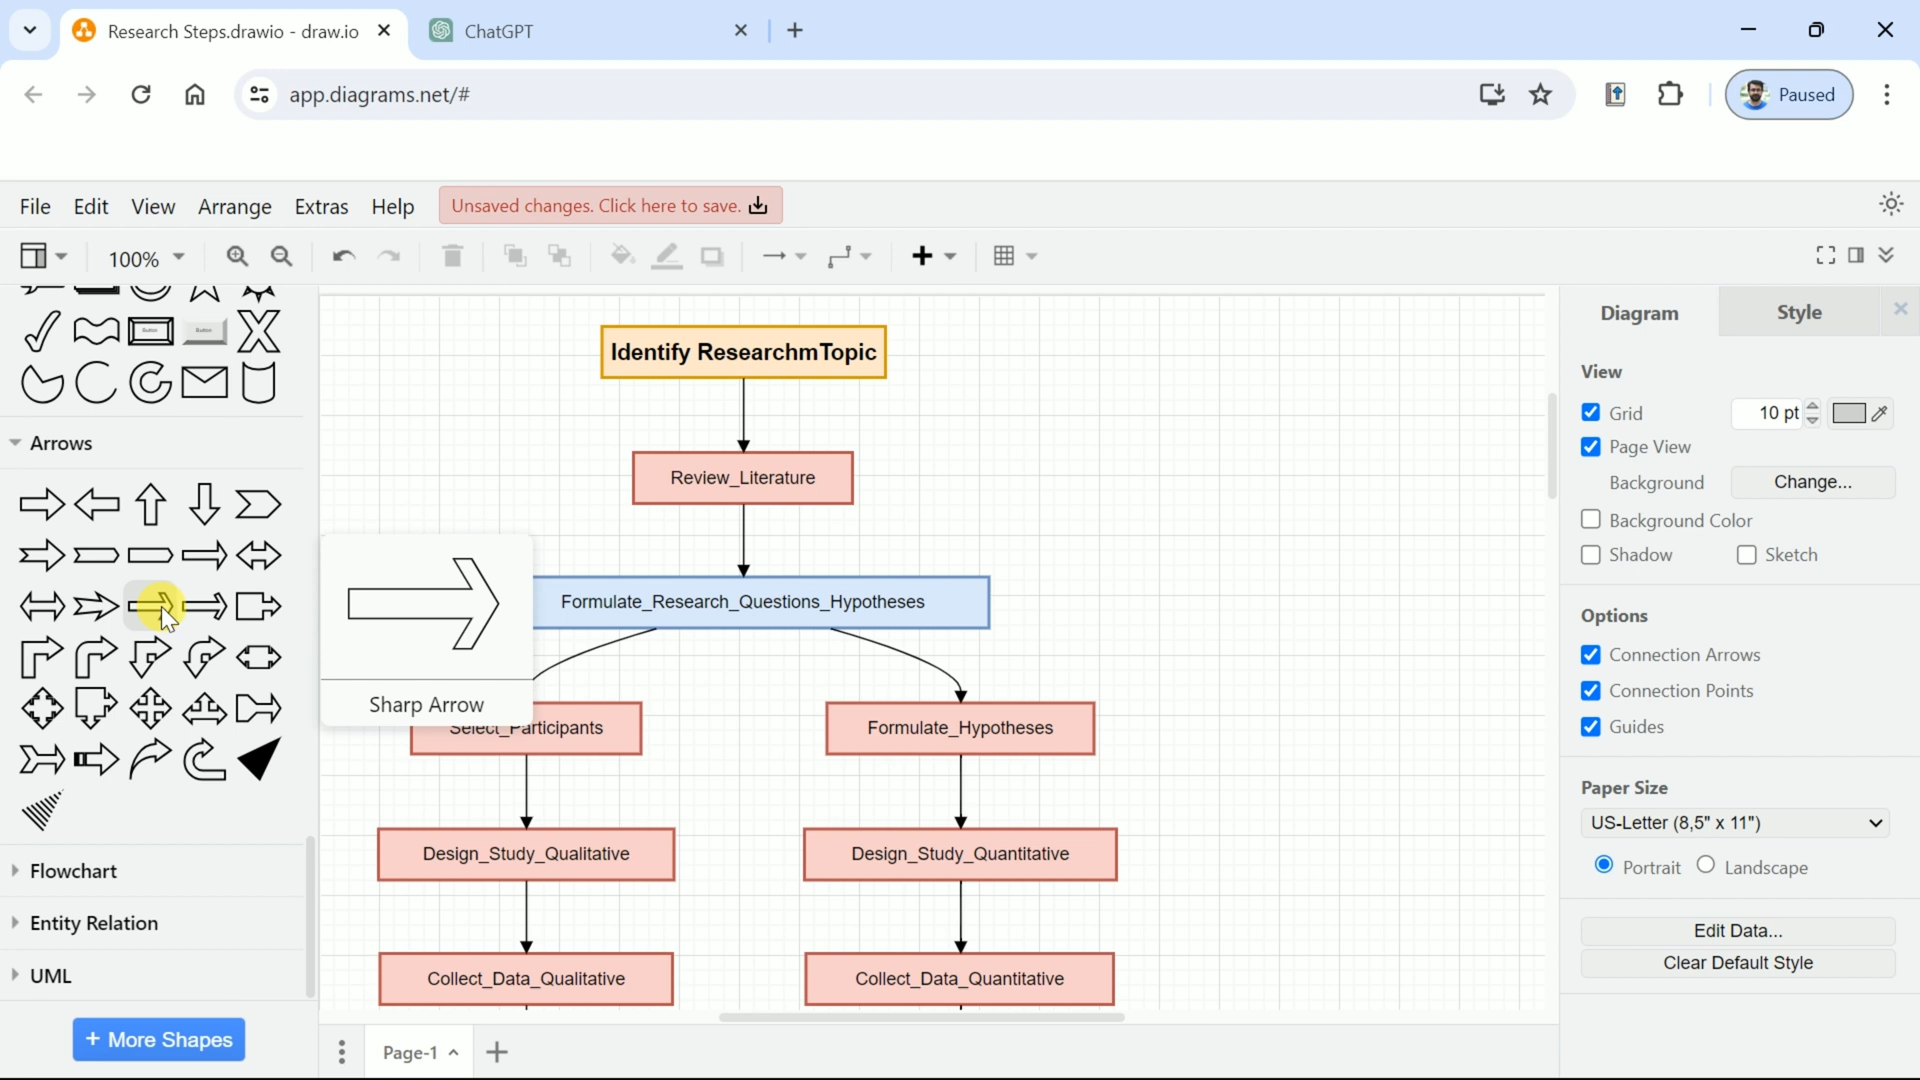 Research Steps.drawio - draw.io
ChatGPT
app.diagrams.net/#
Paused
File Edit View Arrange Extras Help
Unsaved changes. Click here to save.
100%
Button
Button
Arrows
Flowchart
Entity Relation
UML
+ More Shapes
Sharp Arrow
Identify ResearchmTopic
Review_Literature
Formulate_Research_Questions_Hypotheses
Select_Participants
Formulate_Hypotheses
Design_Study_Qualitative
Design_Study_Quantitative
Collect_Data_Qualitative
Collect_Data_Quantitative
Page-1
Diagram
Style
View
Grid
10 pt
Page View
Background
Change...
Background Color
Shadow
Sketch
Options
Connection Arrows
Connection Points
Guides
Paper Size
US-Letter (8,5" x 11")
Portrait
Landscape
Edit Data...
Clear Default Style